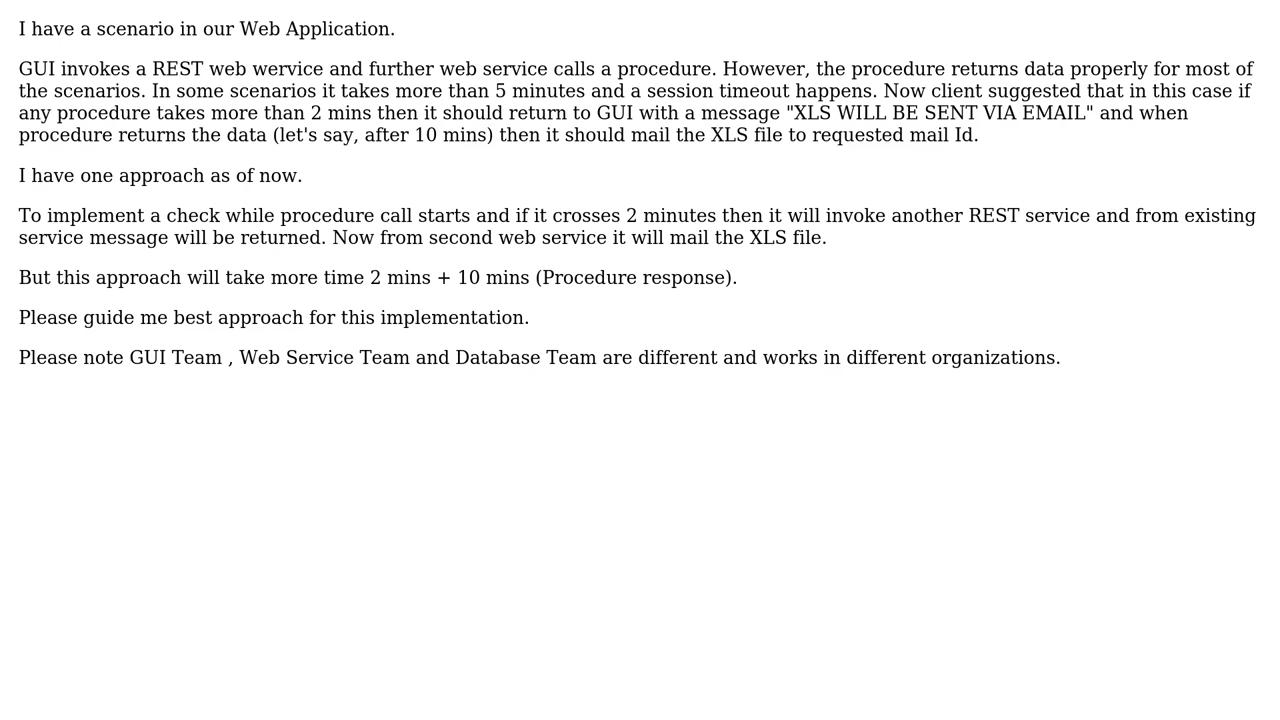 I have a scenario in our Web Application.
GUI invokes a REST web wervice and further web service calls a procedure. However, the procedure returns data properly for most of
the scenarios. In some scenarios it takes more than 5 minutes and a session timeout happens. Now client suggested that in this case if
any procedure takes more than 2 mins then it should return to GUI with a message "XLS WILL BE SENT VIA EMAIL" and when
procedure returns the data (let's say, after 10 mins) then it should mail the XLS file to requested mail Id.
I have one approach as of now.
To implement a check while procedure call starts and if it crosses 2 minutes then it will invoke another REST service and from existing
service message will be returned. Now from second web service it will mail the XLS file.
But this approach will take more time 2 mins + 10 mins (Procedure response).
Please guide me best approach for this implementation.
Please note GUI Team , Web Service Team and Database Team are different and works in different organizations.